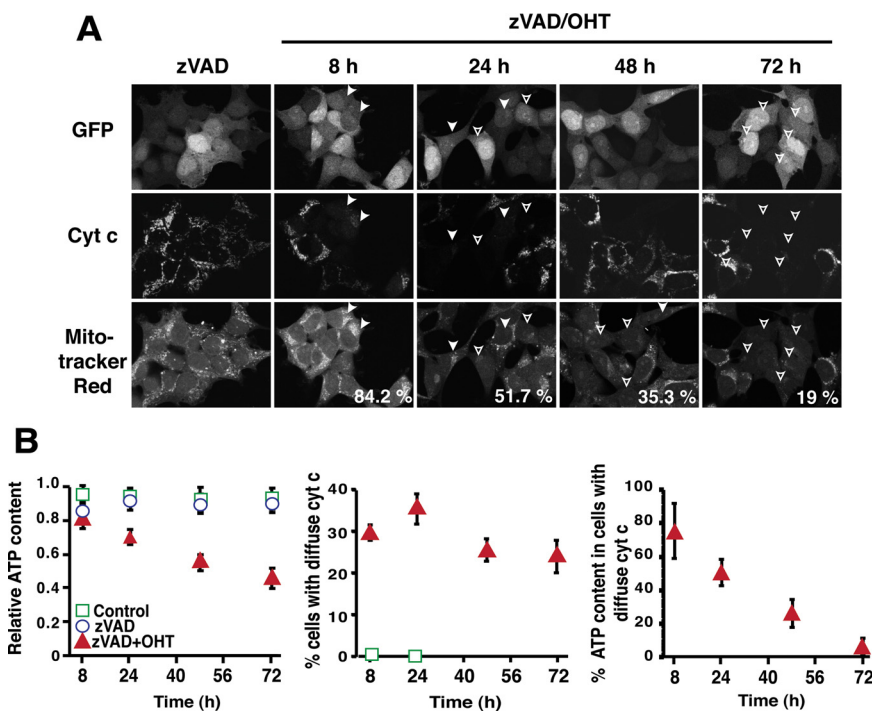 A
zVAD/OHT
zVAD 8 h 24 h 48 h 72 h
GFP
Cyt c
Mito-
tracker
Red
84.2 % 51.7 % 35.3 % 19 %
B
Relative ATP content
1.0
0.8
0.6
0.4
0.2
0
Control
zVAD
zVAD+OHT
8 24 40 56 72
Time (h)
% cells with diffuse cyt c
40
30
20
10
0
8 24 40 56 72
Time (h)
% ATP content in cells with
diffuse cyt c
100
80
60
40
20
0
8 24 40 56 72
Time (h)